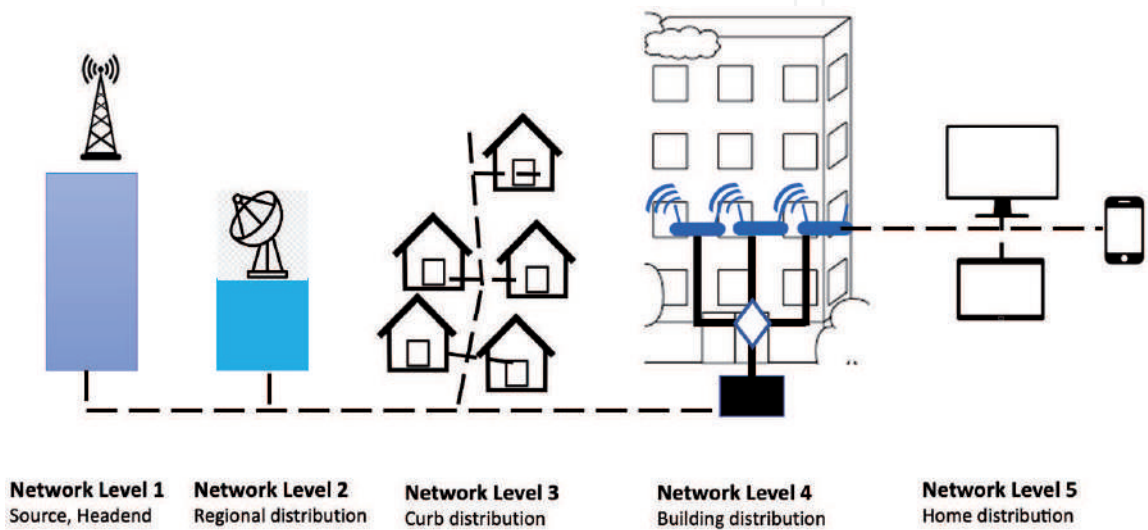 Network Level 1
Source, Headend
Network Level 2
Regional distribution
Network Level 3
Curb distribution
Network Level 4
Building distribution
Network Level 5
Home distribution